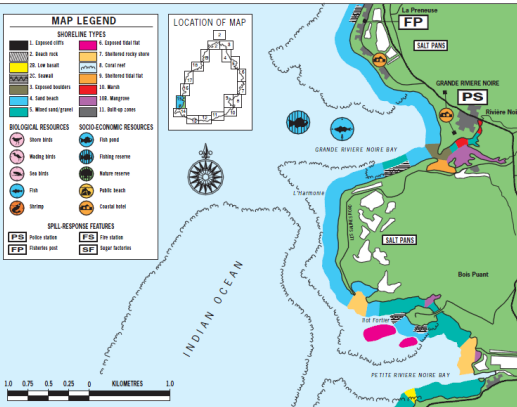 MAP LEGEND
SHORELINE TYPES
1. Exposed cliffs
2. Beach rock
2B. Low basalt
2C. Seawall
3. Exposed boulders
4. Sand beach
5. Mixed sand/gravel
6. Exposed tidal flat
7. Sheltered rocky shore
8. Coral reef
9. Sheltered tidal flat
10. Marsh
10B. Mangrove
11. Built-up zones
BIOLOGICAL RESOURCES
Shore birds
Wading birds
Sea birds
Fish
Shrimp
SOCIO-ECONOMIC RESOURCES
Fish pond
Fishing reserve
Nature reserve
Public beach
Coastal hotel
SPILL-RESPONSE FEATURES
PS Police station
FS Fire station
FP Fisheries post
SF Sugar factories
LOCATION OF MAP
La Preneuse
FP
SALT PANS
GRANDE RIVIERE NOIRE
PS
Rivière Noi
GRANDE RIVIERE NOIRE BAY
L'Harmonie
SALT PANS
Bois Puant
Ilot Fortier
INDIAN OCEAN
PETITE RIVIERE NOIRE BAY
1.0 0.75 0.5 0.25 0 KILOMETRES 1.0